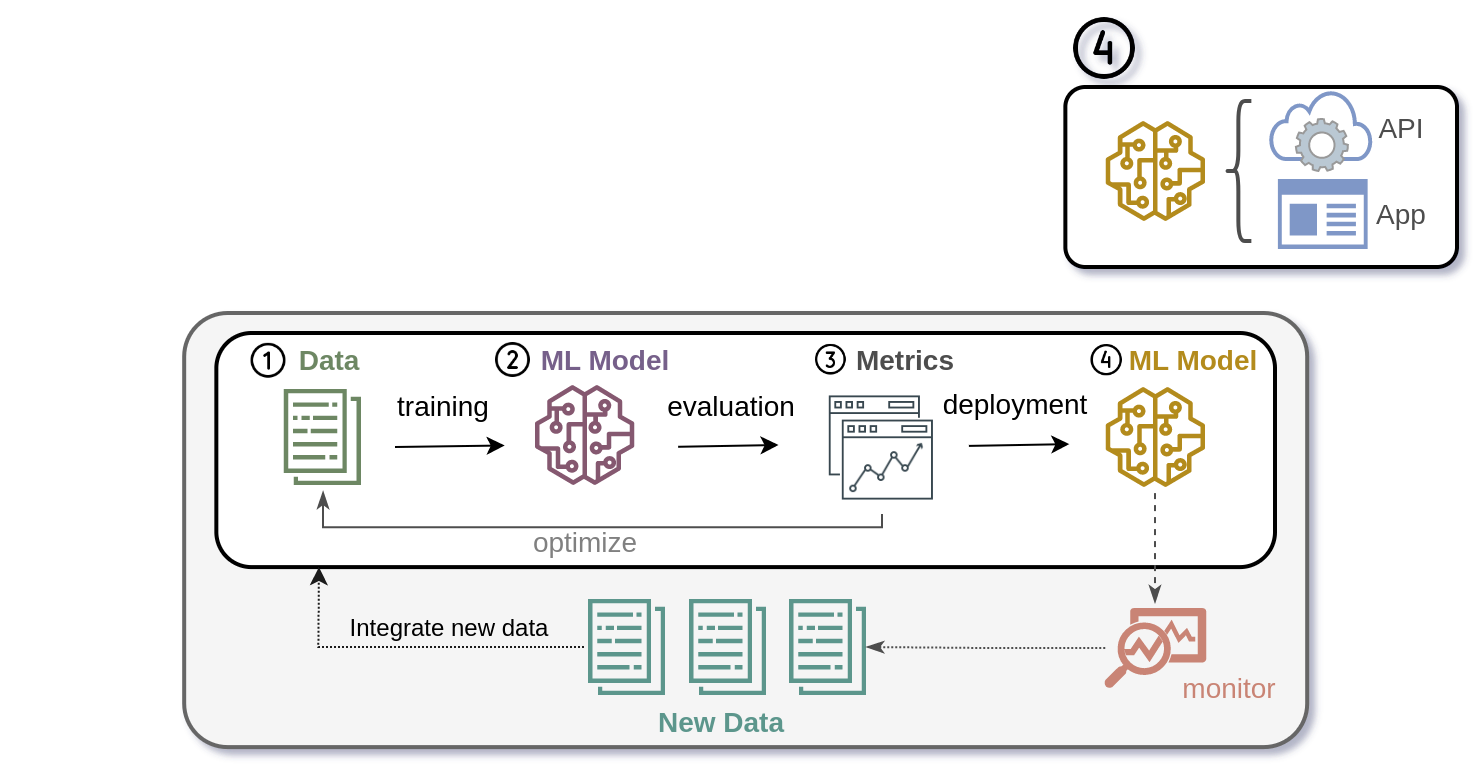 4
API
App
1 Data
2 ML Model
3 Metrics
4 ML Model
training
evaluation
deployment
optimize
Integrate new data
monitor
New Data